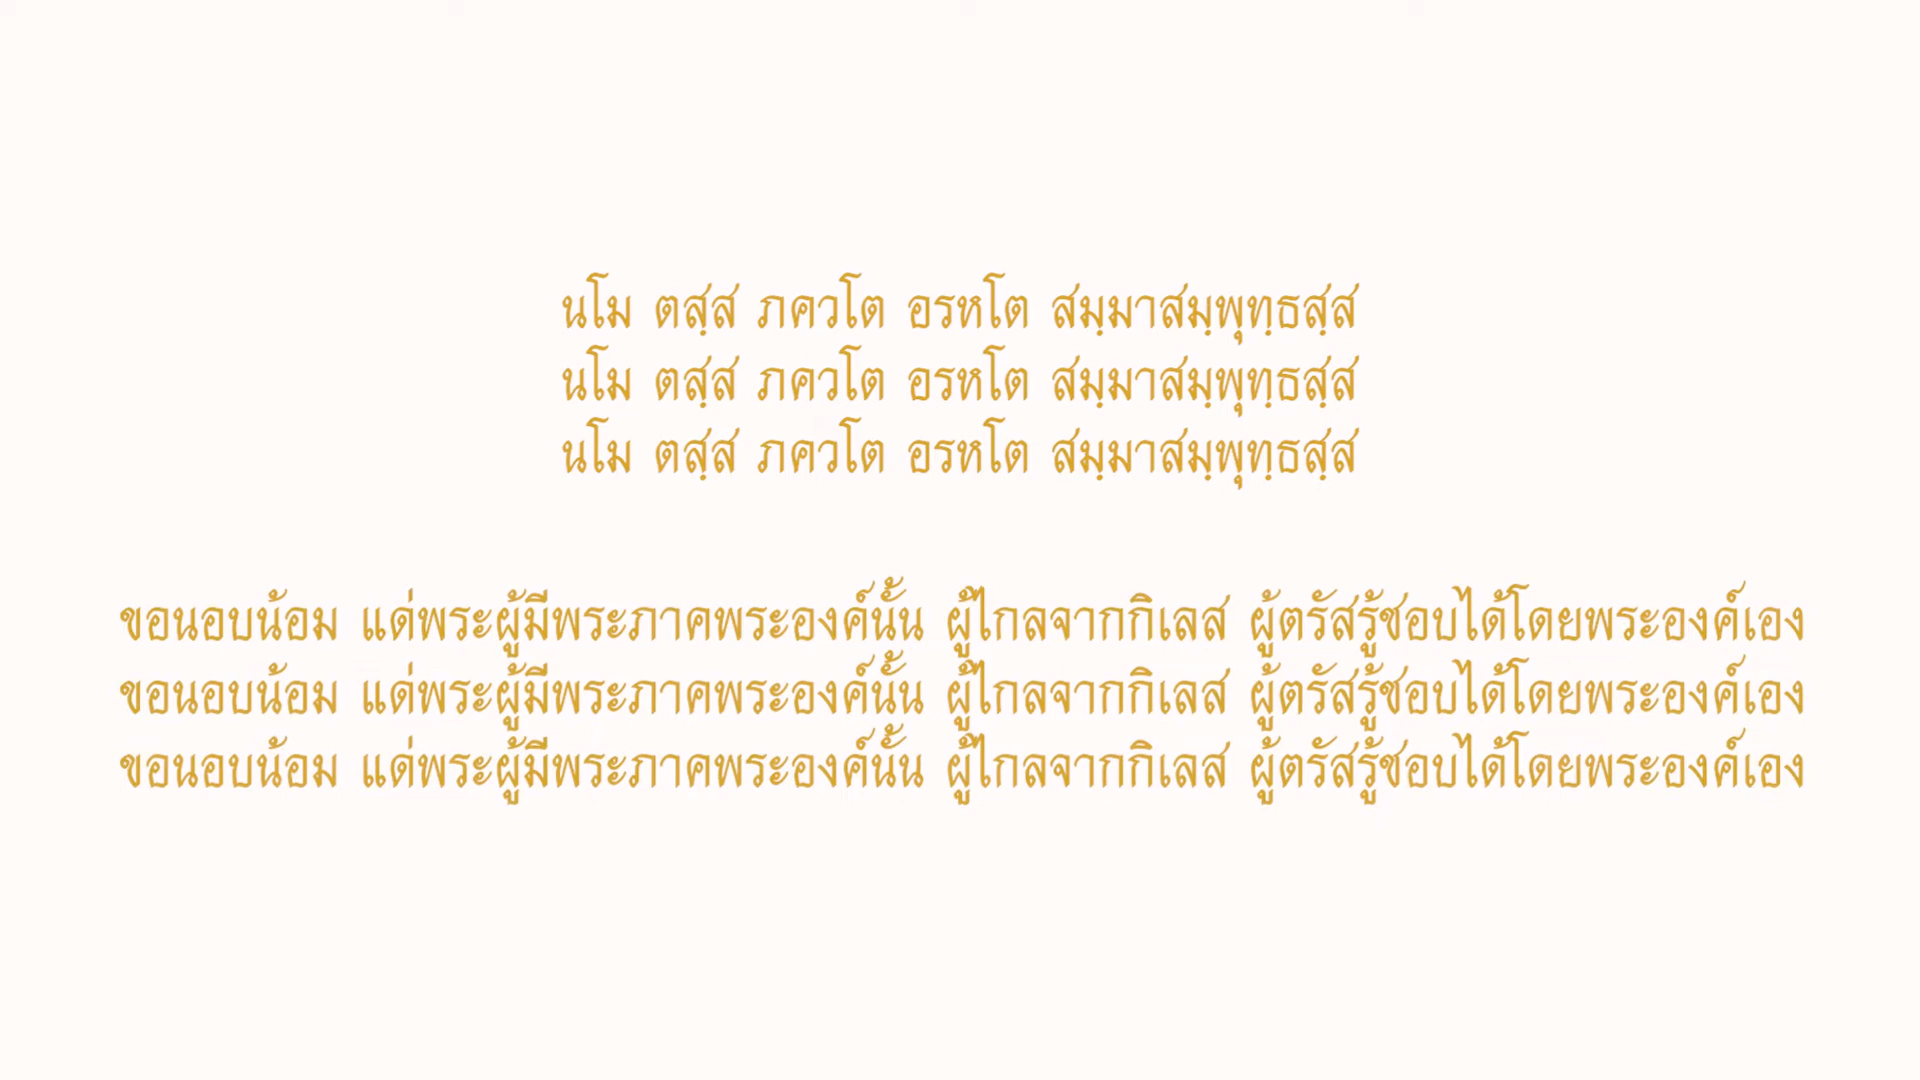 นโม ตสฺส ภควโต อรหโต สมฺมาสมฺพุทฺธสฺส
นโม ตสฺส ภควโต อรหโต สมฺมาสมฺพุทฺธสฺส
นโม ตสฺส ภควโต อรหโต สมฺมาสมฺพุทฺธสฺส
ขอนอบน้อม แด่พระผู้มีพระภาคพระองค์นั้น ผู้ไกลจากกิเลส ผู้ตรัสรู้ชอบได้โดยพระองค์เอง
ขอนอบน้อม แด่พระผู้มีพระภาคพระองค์นั้น ผู้ไกลจากกิเลส ผู้ตรัสรู้ชอบได้โดยพระองค์เอง
ขอนอบน้อม แด่พระผู้มีพระภาคพระองค์นั้น ผู้ไกลจากกิเลส ผู้ตรัสรู้ชอบได้โดยพระองค์เอง